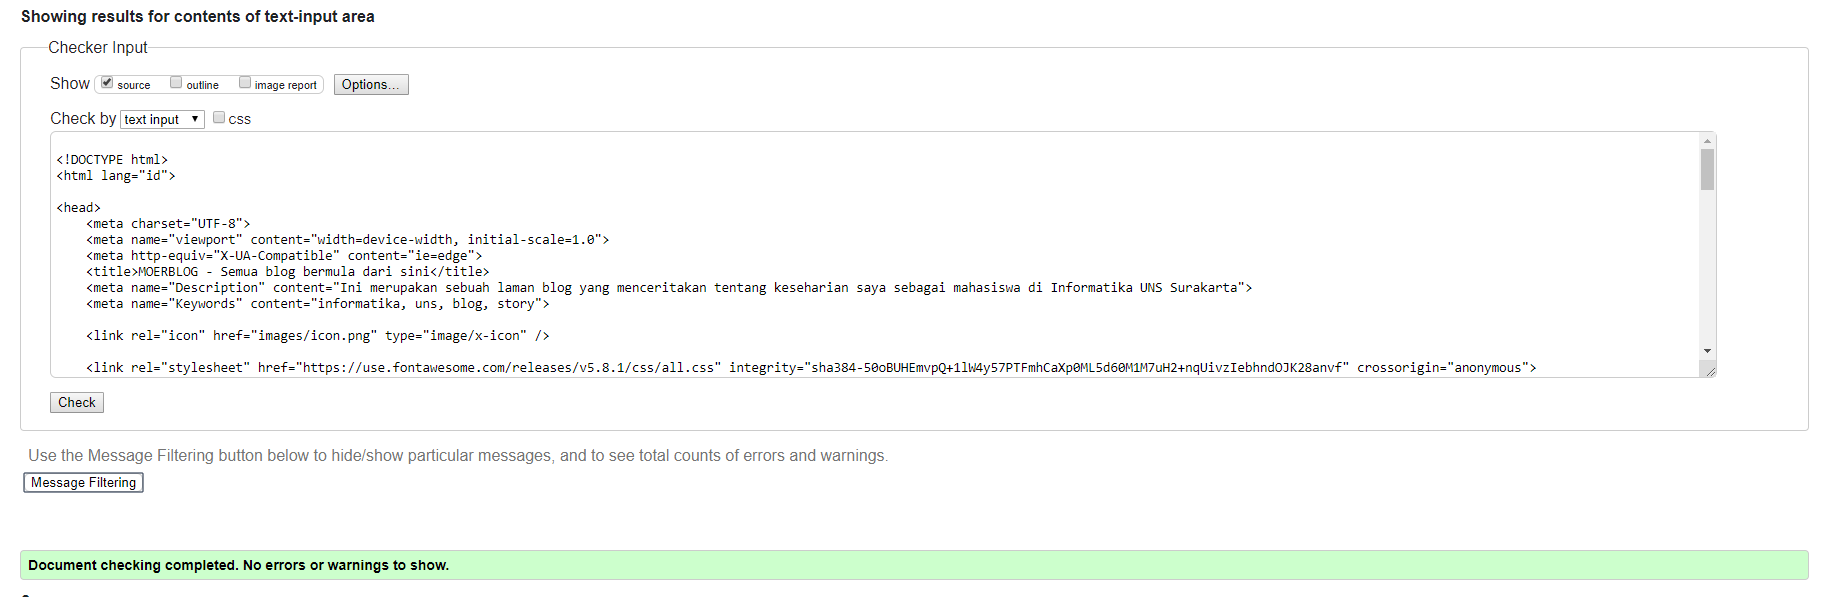 Showing results for contents of text-input area
Checker Input
Show source outline image report Options...
Check by text input css
<!DOCTYPE html>
<html lang="id">
<head>
<meta charset="UTF-8">
<meta name="viewport" content="width=device-width, initial-scale=1.0">
<meta http-equiv="X-UA-Compatible" content="ie=edge">
<title>MOERBLOG - Semua blog bermula dari sini</title>
<meta name="Description" content="Ini merupakan sebuah laman blog yang menceritakan tentang keseharian saya sebagai mahasiswa di Informatika UNS Surakarta">
<meta name="Keywords" content="informatika, uns, blog, story">
<link rel="icon" href="images/icon.png" type="image/x-icon" />
<link rel="stylesheet" href="https://use.fontawesome.com/releases/v5.8.1/css/all.css" integrity="sha384-50oBUHEmvpQ+1lW4y57PTFmhCaXp0ML5d60M1M7uH2+nqUivzIebhndOJK28anvf" crossorigin="anonymous">
Check
Use the Message Filtering button below to hide/show particular messages, and to see total counts of errors and warnings.
Message Filtering
Document checking completed. No errors or warnings to show.